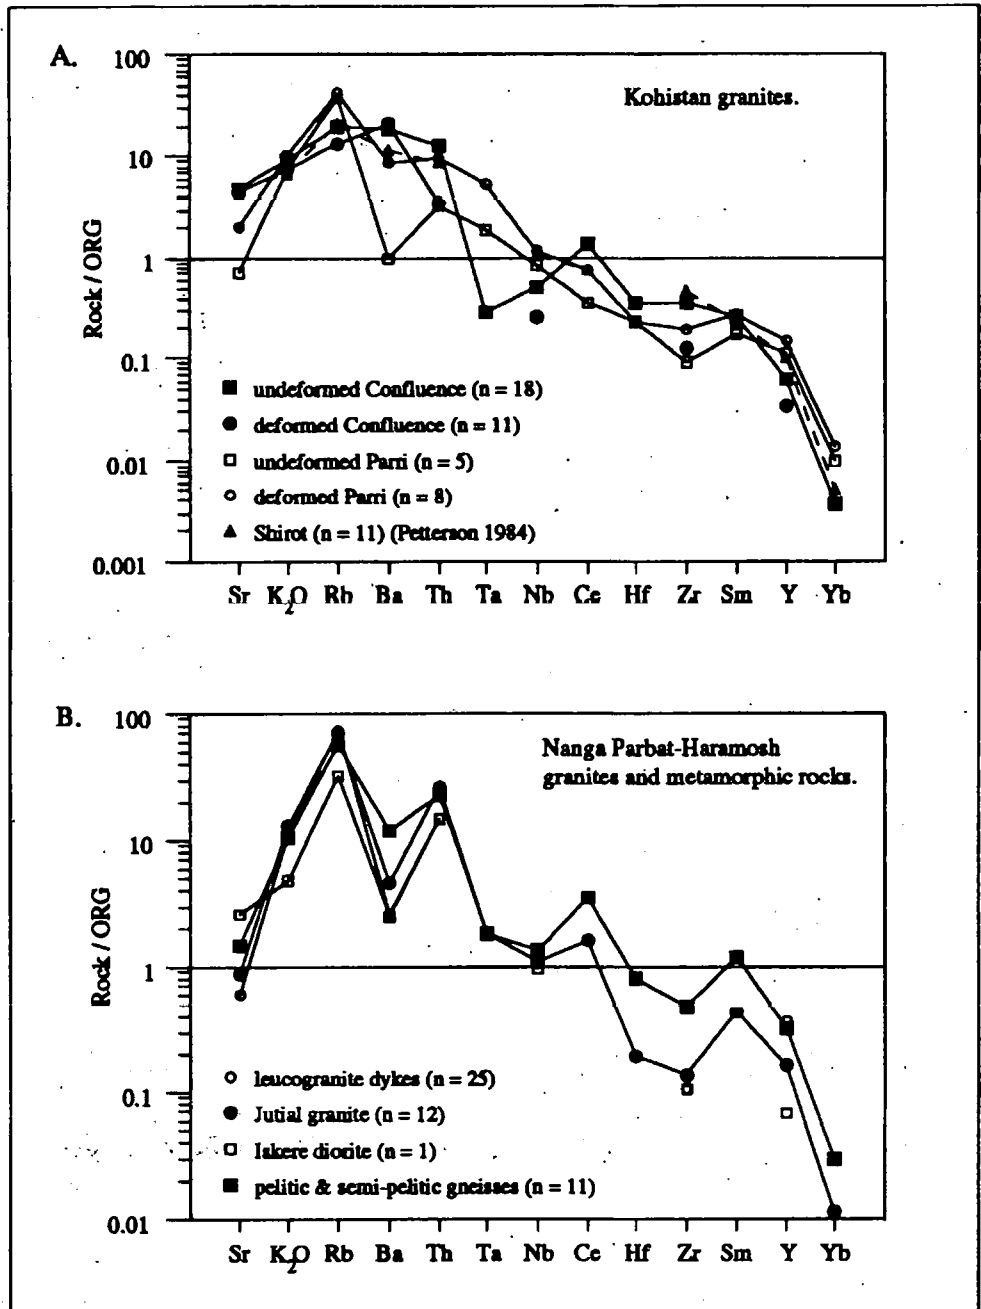 A.
100
10
1
0.1
0.01
0.001
Rock / ORG
Kohistan granites.
undeformed Confluence (n = 18)
deformed Confluence (n = 11)
undeformed Parri (n = 5)
deformed Parri (n = 8)
Shirot (n = 11) (Petterson 1984)
Sr K2O Rb Ba Th Ta Nb Ce Hf Zr Sm Y Yb
B.
100
10
1
0.1
0.01
Rock / ORG
Nanga Parbat-Haramosh
granites and metamorphic rocks.
leucogranite dykes (n = 25)
Jutial granite (n = 12)
Iskere diorite (n = 1)
pelitic & semi-pelitic gneisses (n = 11)
Sr K2O Rb Ba Th Ta Nb Ce Hf Zr Sm Y Yb